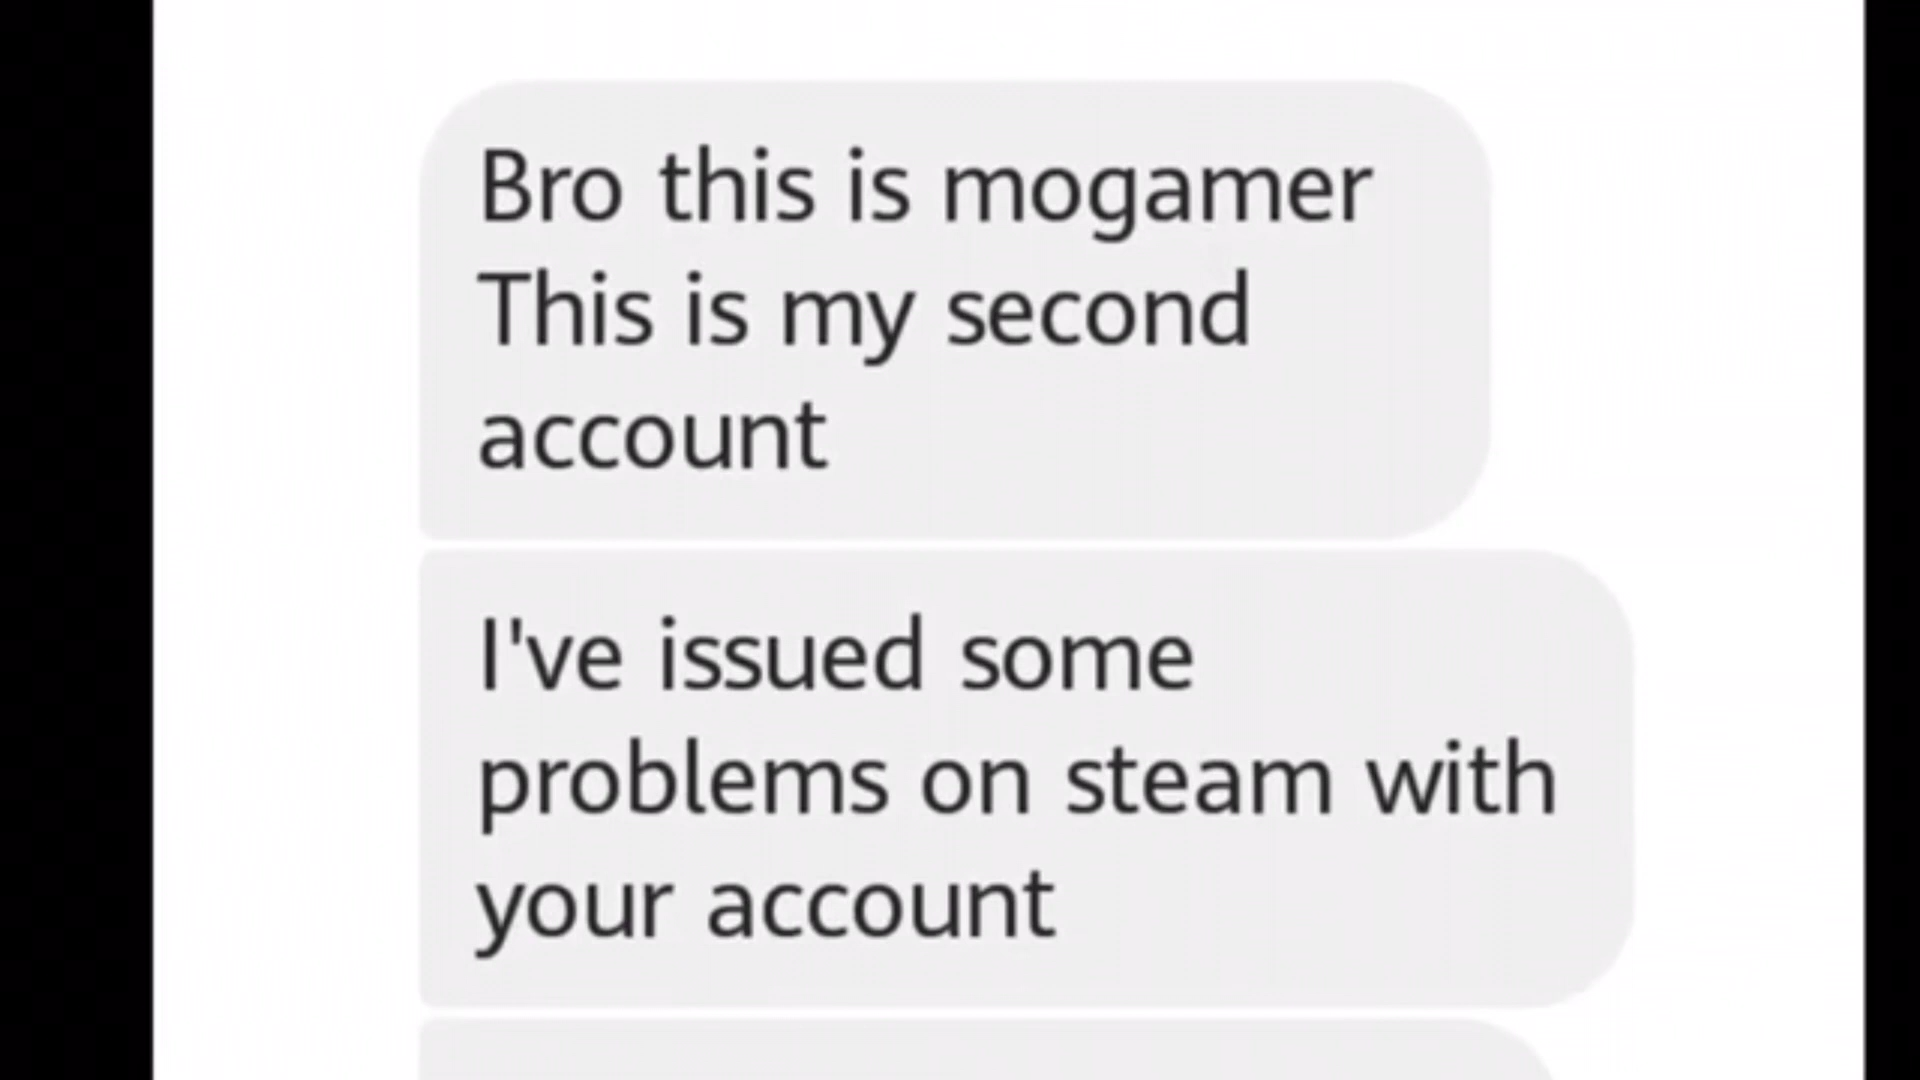 Bro this is mogamer
This is my second
account
I've issued some
problems on steam with
your account